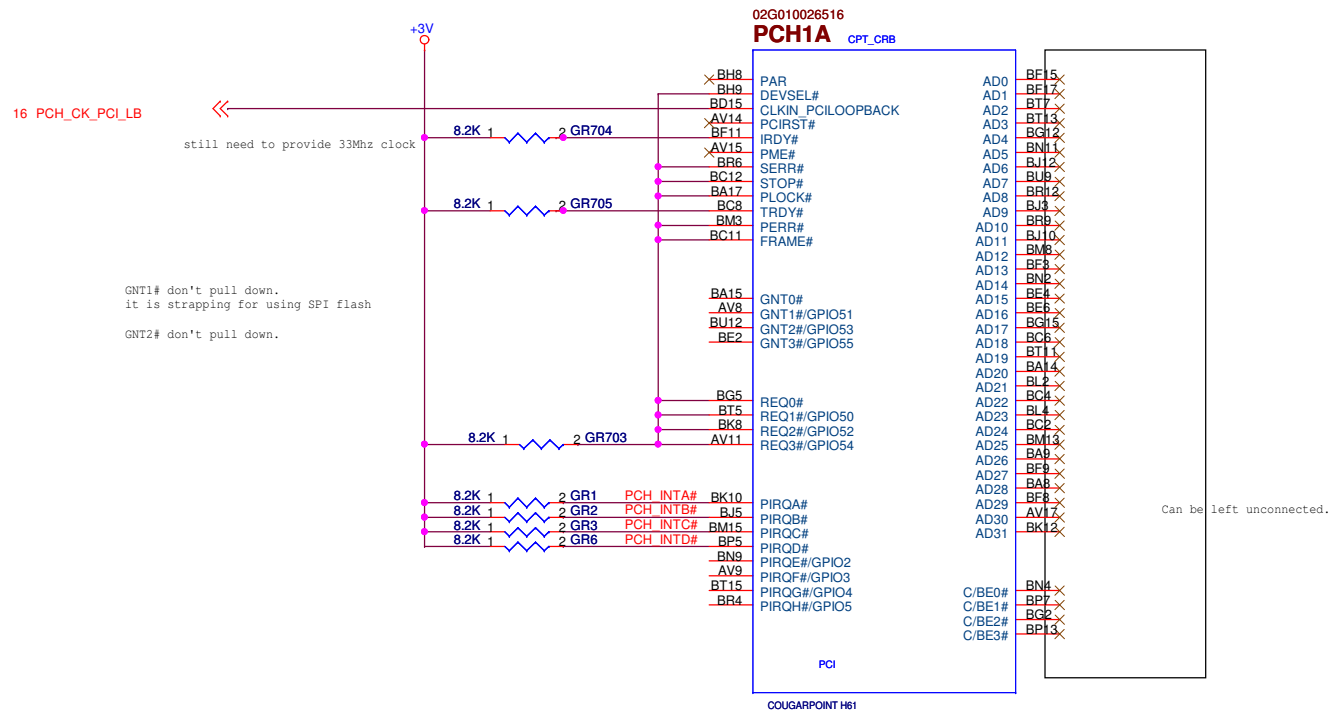 02G010026516
PCH1A CPT_CRB
+3V
16 PCH_CK_PCI_LB
still need to provide 33Mhz clock
GNT1# don't pull down.
it is strapping for using SPI flash
GNT2# don't pull down.
8.2K 1 2 GR704
8.2K 1 2 GR705
8.2K 1 2 GR703
8.2K 1 2 GR1 PCH_INTA#
8.2K 1 2 GR2 PCH_INTB#
8.2K 1 2 GR3 PCH_INTC#
8.2K 1 2 GR6 PCH_INTD#
BH8 PAR
BH9 DEVSEL#
BD15 CLKIN_PCILOOPBACK
AV14 PCIRST#
BF11 IRDY#
AV15 PME#
BR6 SERR#
BC12 STOP#
BA17 PLOCK#
BC8 TRDY#
BM3 PERR#
BC11 FRAME#
BA15 GNT0#
AV8 GNT1#/GPIO51
BU12 GNT2#/GPIO53
BE2 GNT3#/GPIO55
BG5 REQ0#
BT5 REQ1#/GPIO50
BK8 REQ2#/GPIO52
AV11 REQ3#/GPIO54
BK10 PIRQA#
BJ5 PIRQB#
BM15 PIRQC#
BP5 PIRQD#
BN9 PIRQE#/GPIO2
AV9 PIRQF#/GPIO3
BT15 PIRQG#/GPIO4
BR4 PIRQH#/GPIO5
AD0 BF15
AD1 BF17
AD2 BT7
AD3 BT13
AD4 BG12
AD5 BN11
AD6 BJ12
AD7 BU9
AD8 BR12
AD9 BJ3
AD10 BR9
AD11 BJ10
AD12 BM8
AD13 BF3
AD14 BN2
AD15 BE4
AD16 BE6
AD17 BG15
AD18 BC6
AD19 BT11
AD20 BA14
AD21 BL2
AD22 BC4
AD23 BL4
AD24 BC2
AD25 BM13
AD26 BA9
AD27 BF9
AD28 BA8
AD29 BF8
AD30 AV17
AD31 BK12
C/BE0# BN4
C/BE1# BP7
C/BE2# BG2
C/BE3# BP13
Can be left unconnected.
PCI
COUGARPOINT H61